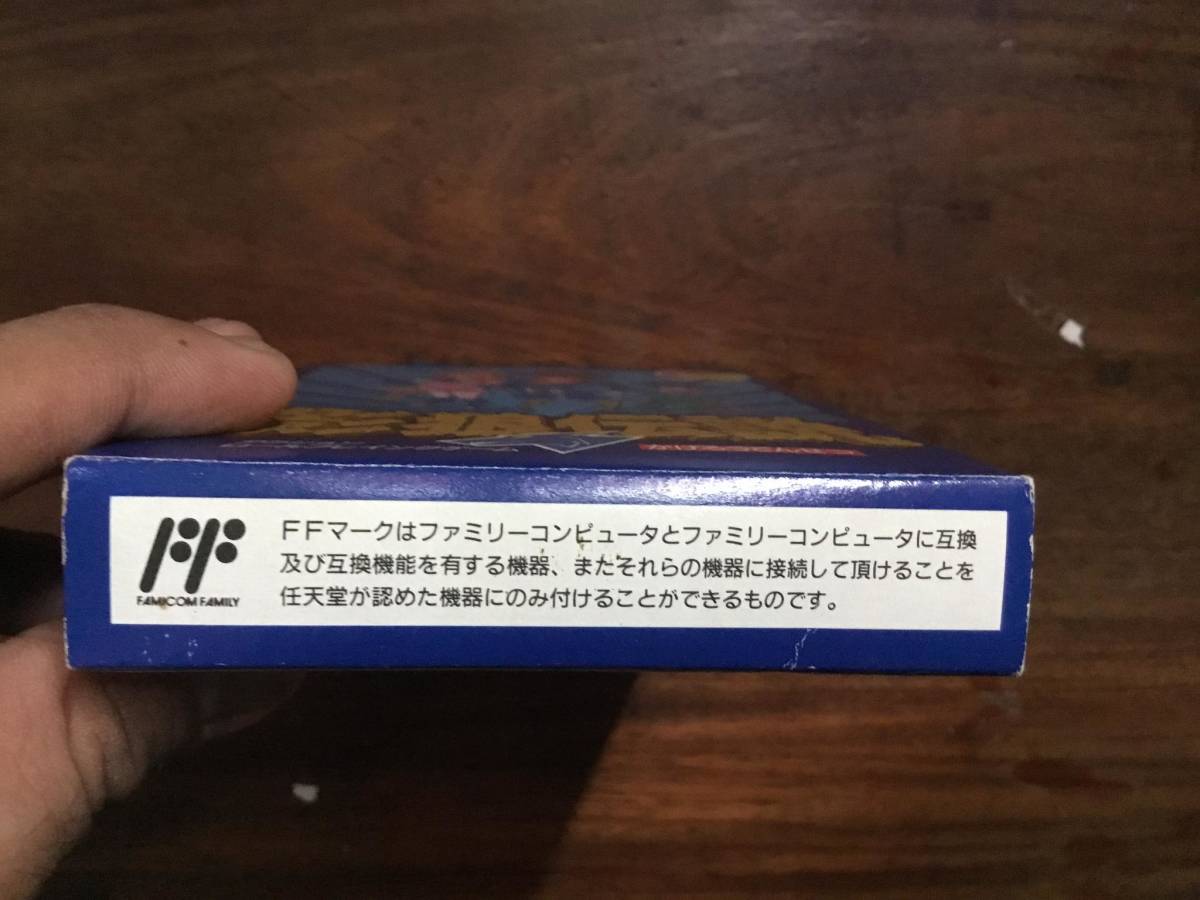 FFマークはファミリーコンピュータとファミリーコンピュータに互換
及び互換機能を有する機器、またそれらの機器に接続して頂けることを
任天堂が認めた機器にのみ付けることができるものです。
FAMICOM FAMILY